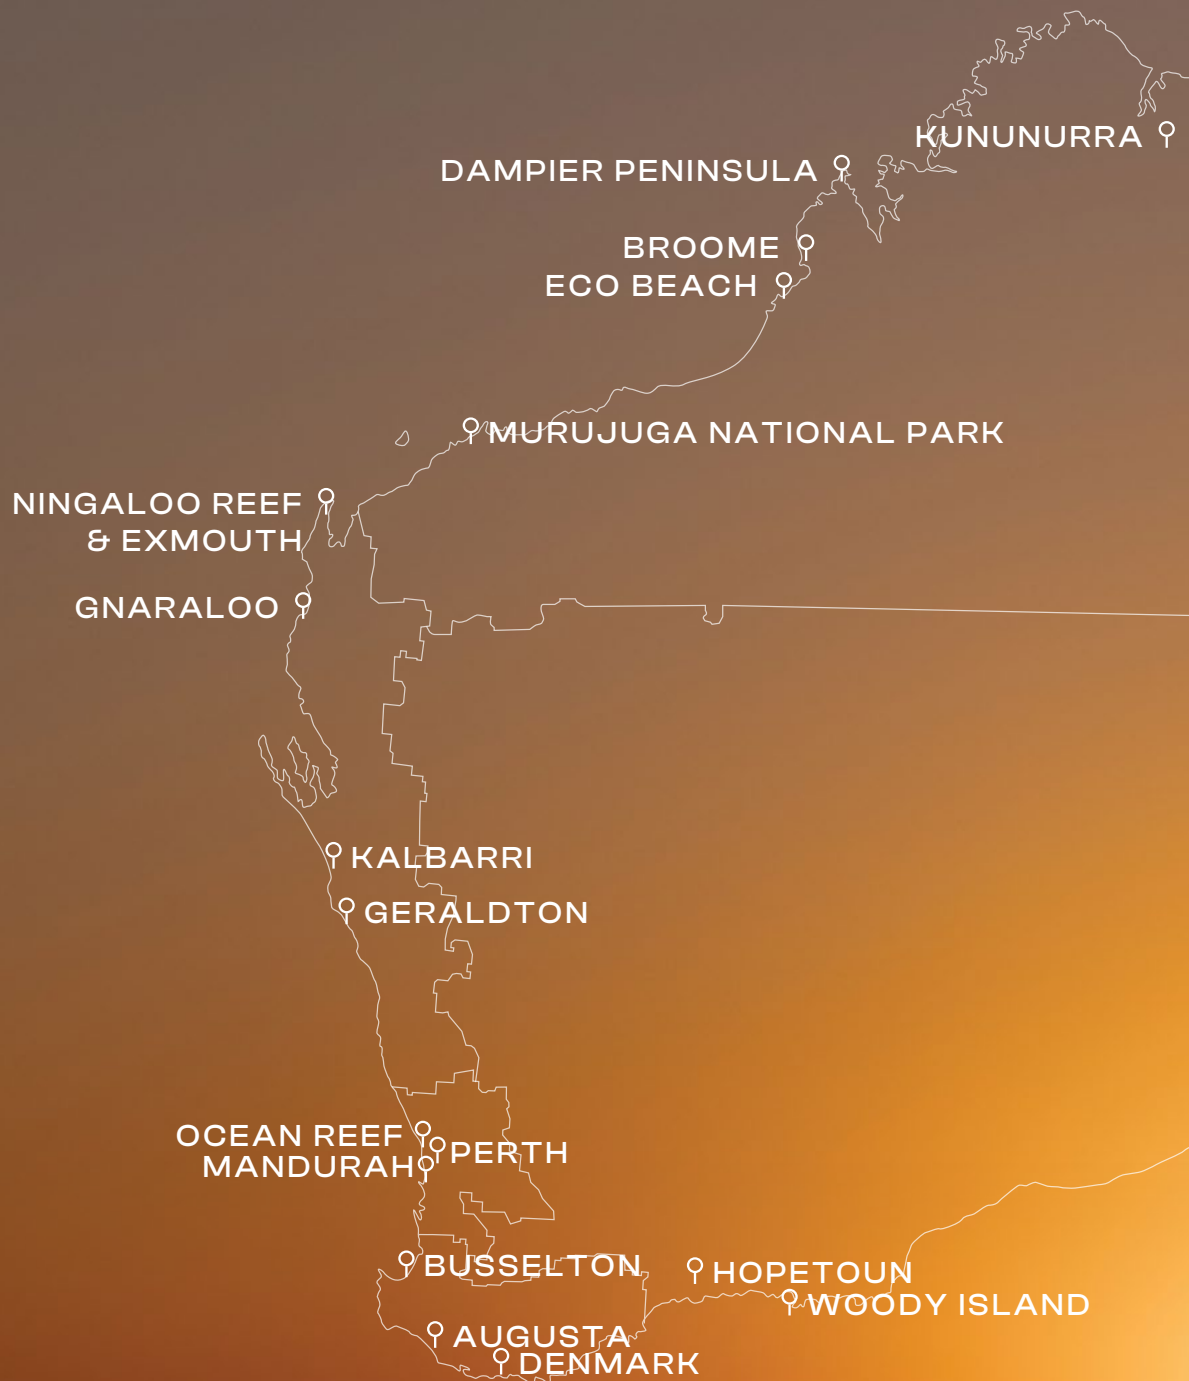 KUNUNURRA
DAMPIER PENINSULA
BROOME
ECO BEACH
MURUJUGA NATIONAL PARK
NINGALOO REEF
& EXMOUTH
GNARALOO
KALBARRI
GERALDTON
OCEAN REEF
PERTH
MANDURAH
BUSSELTON
HOPETOUN
WOODY ISLAND
AUGUSTA
DENMARK